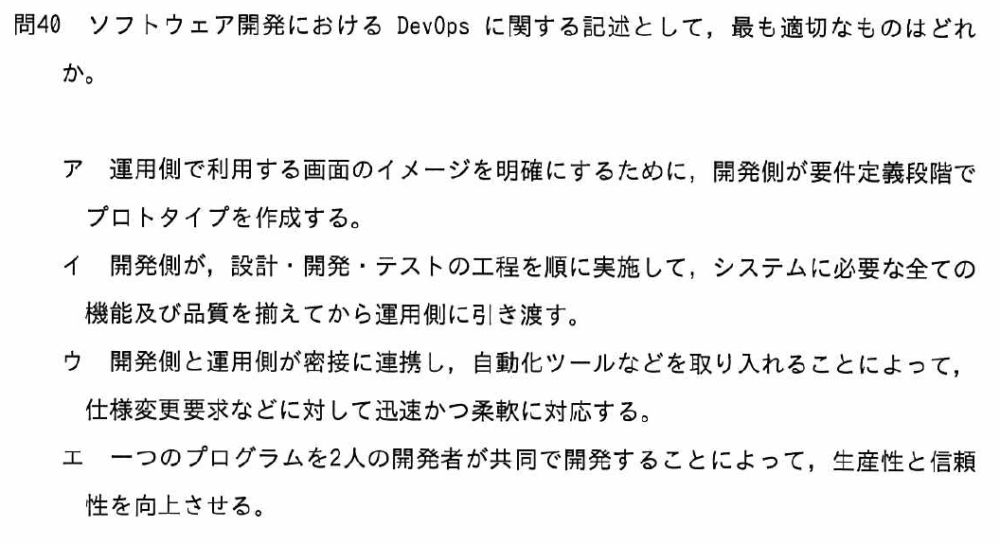 問40 ソフトウェア開発における DevOps に関する記述として，最も適切なものはどれ
か。
ア 運用側で利用する画面のイメージを明確にするために，開発側が要件定義段階で
プロトタイプを作成する。
イ 開発側が，設計・開発・テストの工程を順に実施して，システムに必要な全ての
機能及び品質を揃えてから運用側に引き渡す。
ウ 開発側と運用側が密接に連携し，自動化ツールなどを取り入れることによって，
仕様変更要求などに対して迅速かつ柔軟に対応する。
エ 一つのプログラムを2人の開発者が共同で開発することによって，生産性と信頼
性を向上させる。